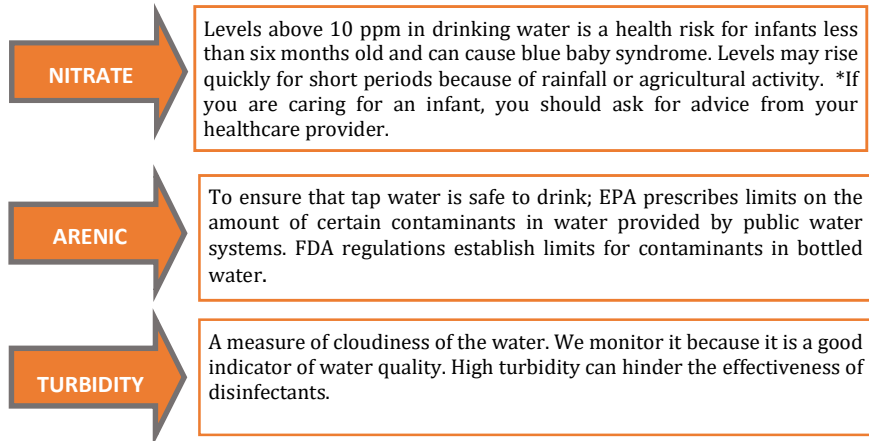 NITRATE
Levels above 10 ppm in drinking water is a health risk for infants less
than six months old and can cause blue baby syndrome. Levels may rise
quickly for short periods because of rainfall or agricultural activity. *If
you are caring for an infant, you should ask for advice from your
healthcare provider.
ARENIC
To ensure that tap water is safe to drink; EPA prescribes limits on the
amount of certain contaminants in water provided by public water
systems. FDA regulations establish limits for contaminants in bottled
water.
TURBIDITY
A measure of cloudiness of the water. We monitor it because it is a good
indicator of water quality. High turbidity can hinder the effectiveness of
disinfectants.